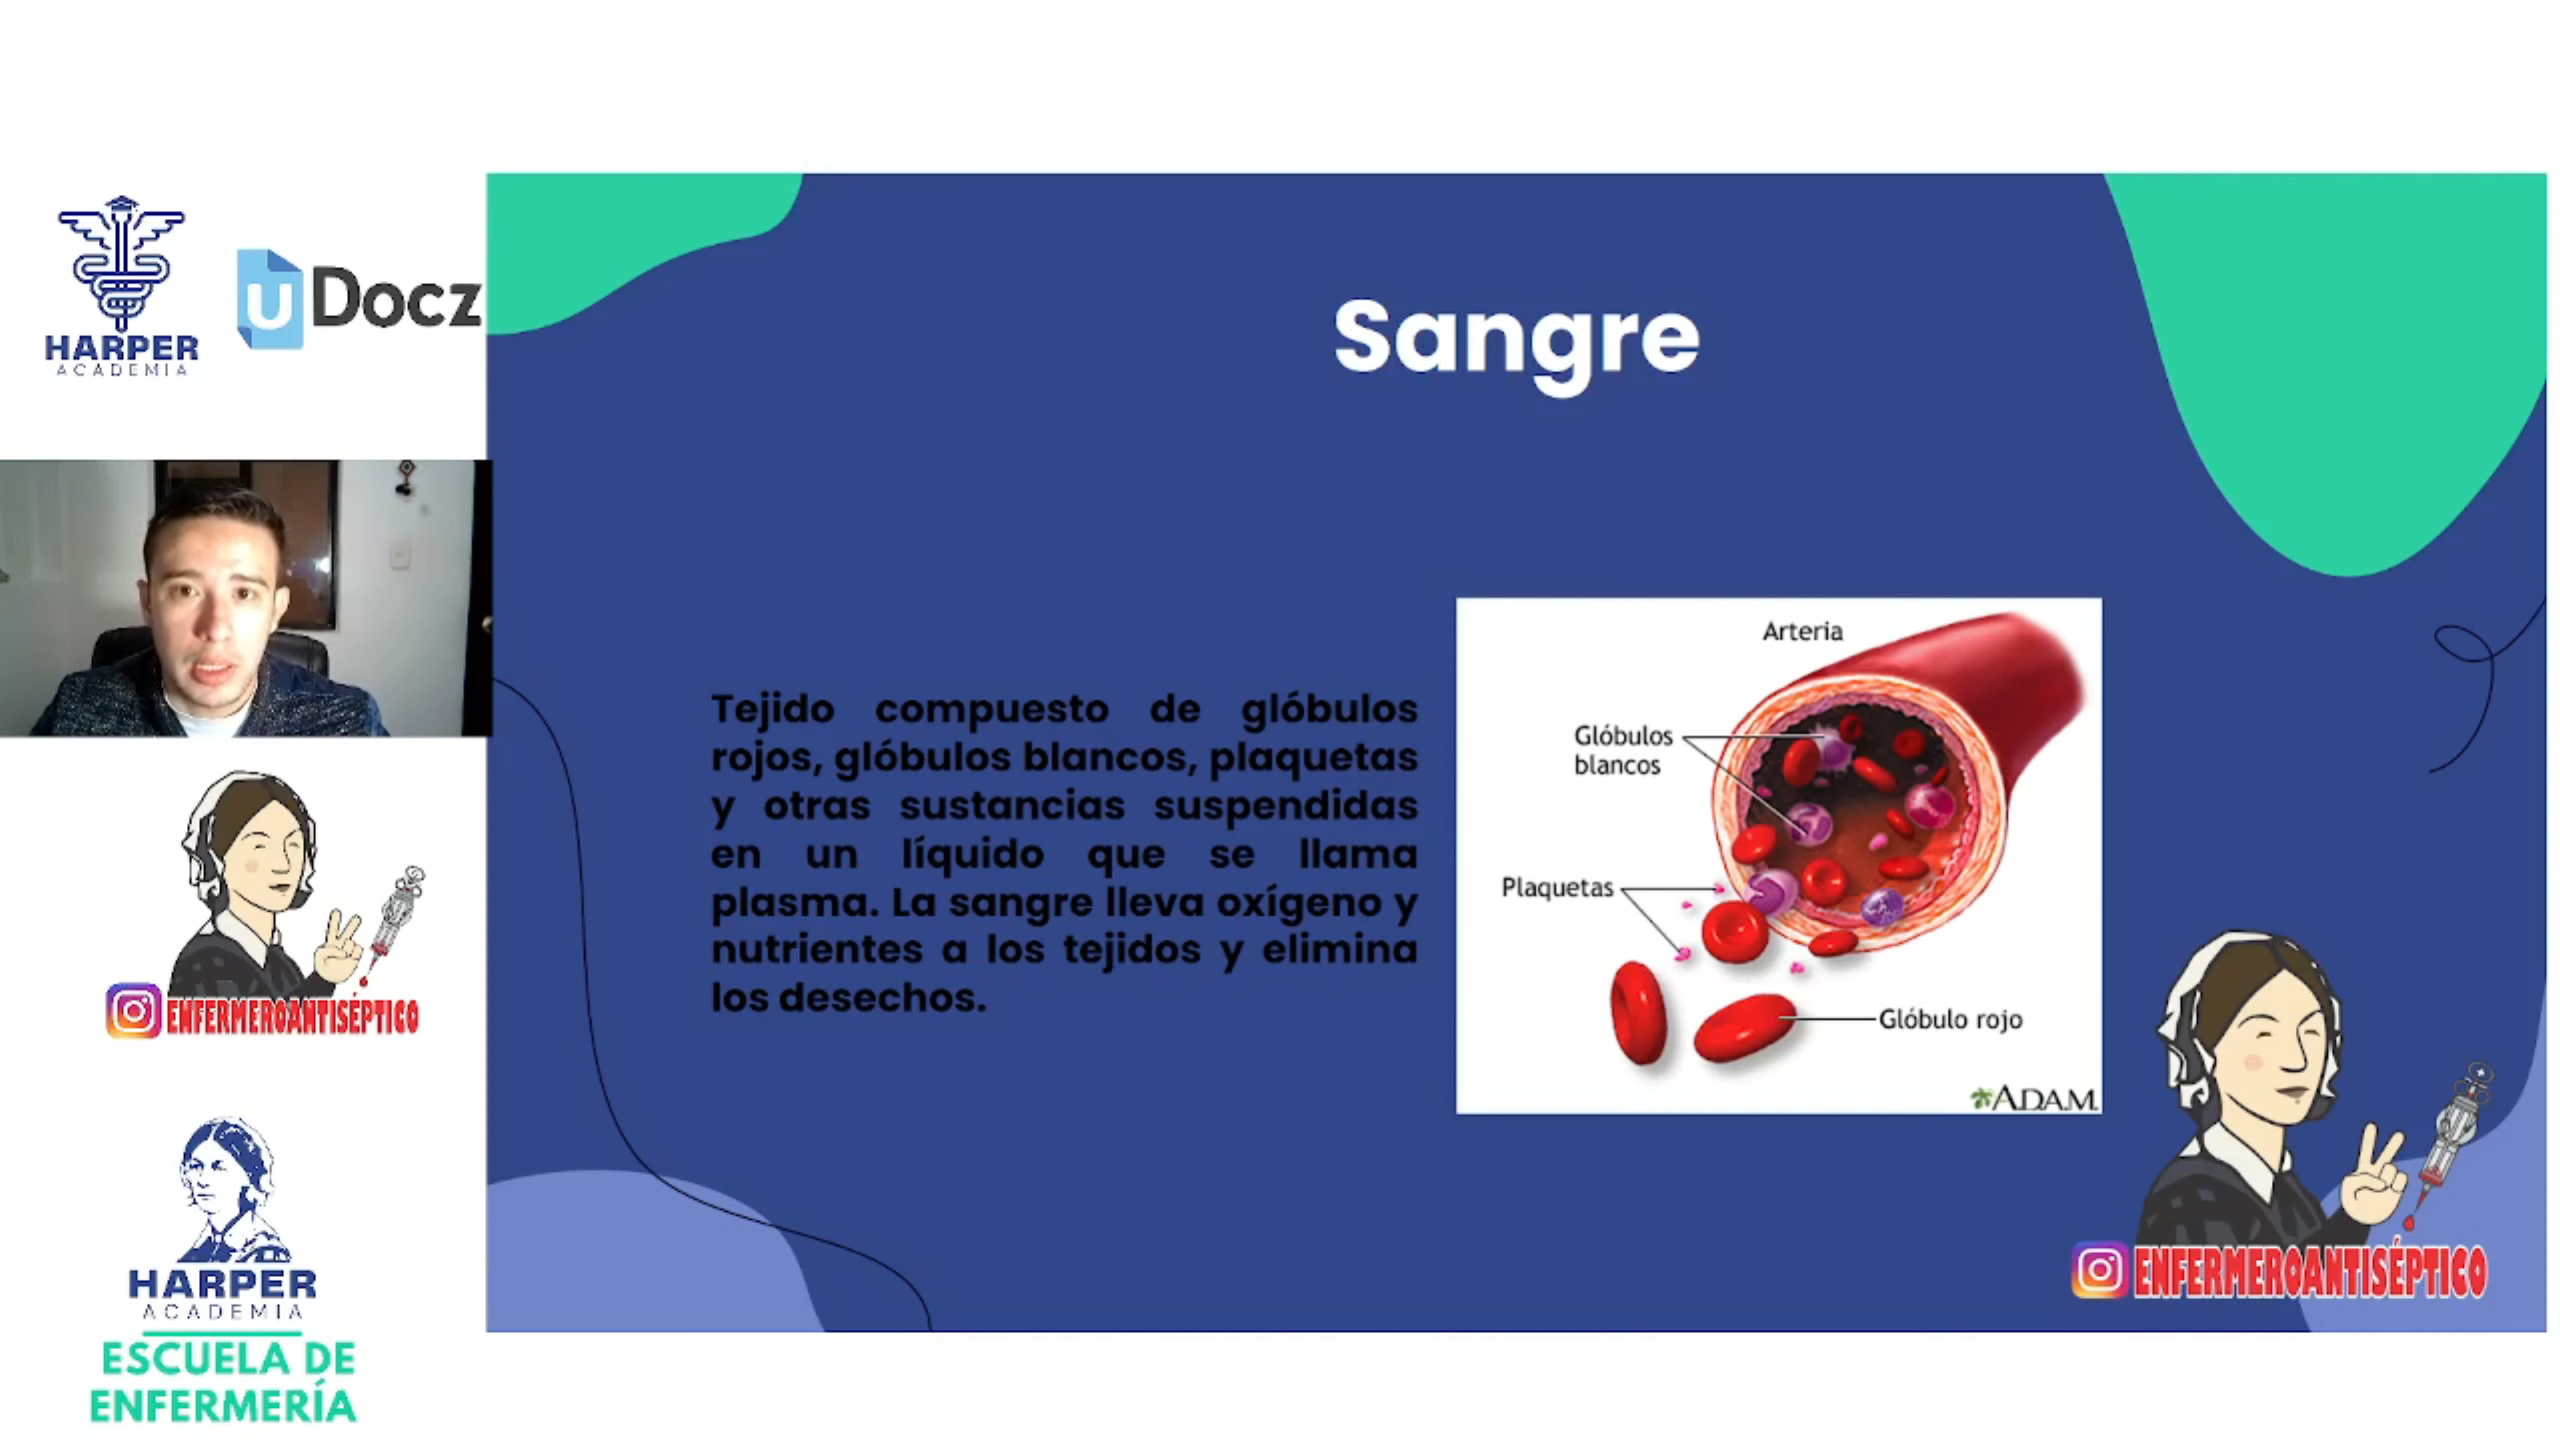 HARPER
ACADEMIA
uDocz
Sangre
Tejido compuesto de glóbulos
rojos, glóbulos blancos, plaquetas
y otras sustancias suspendidas
en un líquido que se llama
plasma. La sangre lleva oxígeno y
nutrientes a los tejidos y elimina
los desechos.
Arteria
Glóbulos
blancos
Plaquetas
Glóbulo rojo
ADAM.
ENFERMEROANTISÉPTICO
ENFERMEROANTISÉPTICO
HARPER
ACADEMIA
ESCUELA DE
ENFERMERÍA